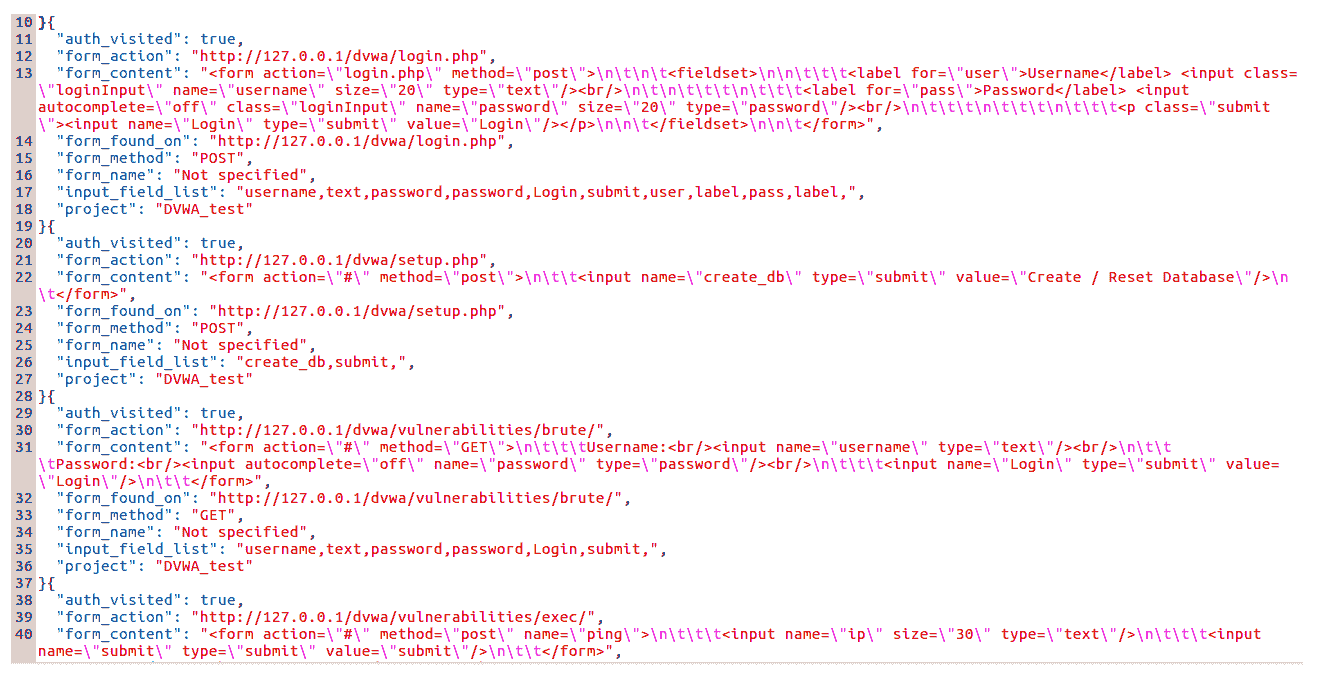 10 }{
11   "auth_visited": true,
12   "form_action": "http://127.0.0.1/dvwa/login.php",
13   "form_content": "<form action=\"login.php\" method=\"post\">\n\t\n\t<fieldset>\n\n\t\t\t<label for=\"user\">Username</label> <input class=
\"loginInput\" name=\"username\" size=\"20\" type=\"text\"/><br/>\n\t\n\t\t\t\n\t\t\t<label for=\"pass\">Password</label> <input
autocomplete=\"off\" class=\"loginInput\" name=\"password\" size=\"20\" type=\"password\"/><br/>\n\t\t\t\n\t\t\t\n\t\t\t<p class=\"submit
\"><input name=\"Login\" type=\"submit\" value=\"Login\"/></p>\n\n\t</fieldset>\n\n\t</form>",
14   "form_found_on": "http://127.0.0.1/dvwa/login.php",
15   "form_method": "POST",
16   "form_name": "Not specified",
17   "input_field_list": "username,text,password,password,Login,submit,user,label,pass,label,",
18   "project": "DVWA_test"
19 }{
20   "auth_visited": true,
21   "form_action": "http://127.0.0.1/dvwa/setup.php",
22   "form_content": "<form action=\"#\" method=\"post\">\n\t\t<input name=\"create_db\" type=\"submit\" value=\"Create / Reset Database\"/>\n
\t</form>",
23   "form_found_on": "http://127.0.0.1/dvwa/setup.php",
24   "form_method": "POST",
25   "form_name": "Not specified",
26   "input_field_list": "create_db,submit,",
27   "project": "DVWA_test"
28 }{
29   "auth_visited": true,
30   "form_action": "http://127.0.0.1/dvwa/vulnerabilities/brute/",
31   "form_content": "<form action=\"#\" method=\"GET\">\n\t\t\tUsername:<br/><input name=\"username\" type=\"text\"/><br/>\n\t\t
\tPassword:<br/><input autocomplete=\"off\" name=\"password\" type=\"password\"/><br/>\n\t\t\t<input name=\"Login\" type=\"submit\" value=
\"Login\"/>\n\t\t</form>",
32   "form_found_on": "http://127.0.0.1/dvwa/vulnerabilities/brute/",
33   "form_method": "GET",
34   "form_name": "Not specified",
35   "input_field_list": "username,text,password,password,Login,submit,",
36   "project": "DVWA_test"
37 }{
38   "auth_visited": true,
39   "form_action": "http://127.0.0.1/dvwa/vulnerabilities/exec/",
40   "form_content": "<form action=\"#\" method=\"post\" name=\"ping\">\n\t\t\t<input name=\"ip\" size=\"30\" type=\"text\"/>\n\t\t\t<input
name=\"submit\" type=\"submit\" value=\"submit\"/>\n\t\t</form>",